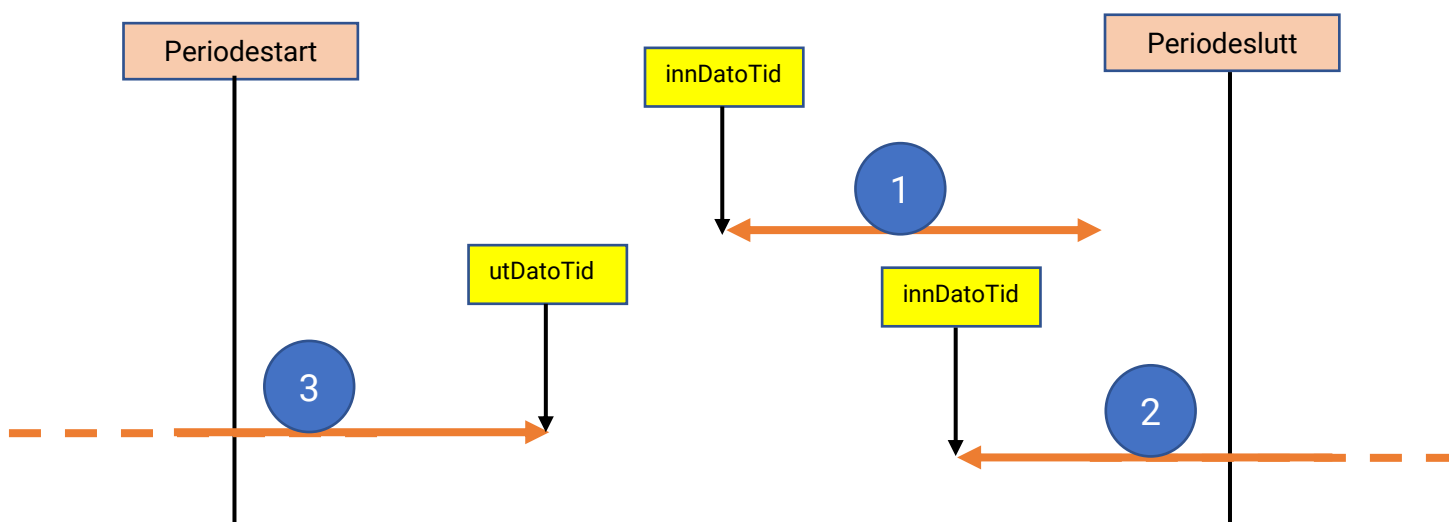 Periodestart
innDatoTid
Periodeslutt
1
utDatoTid
innDatoTid
3
2